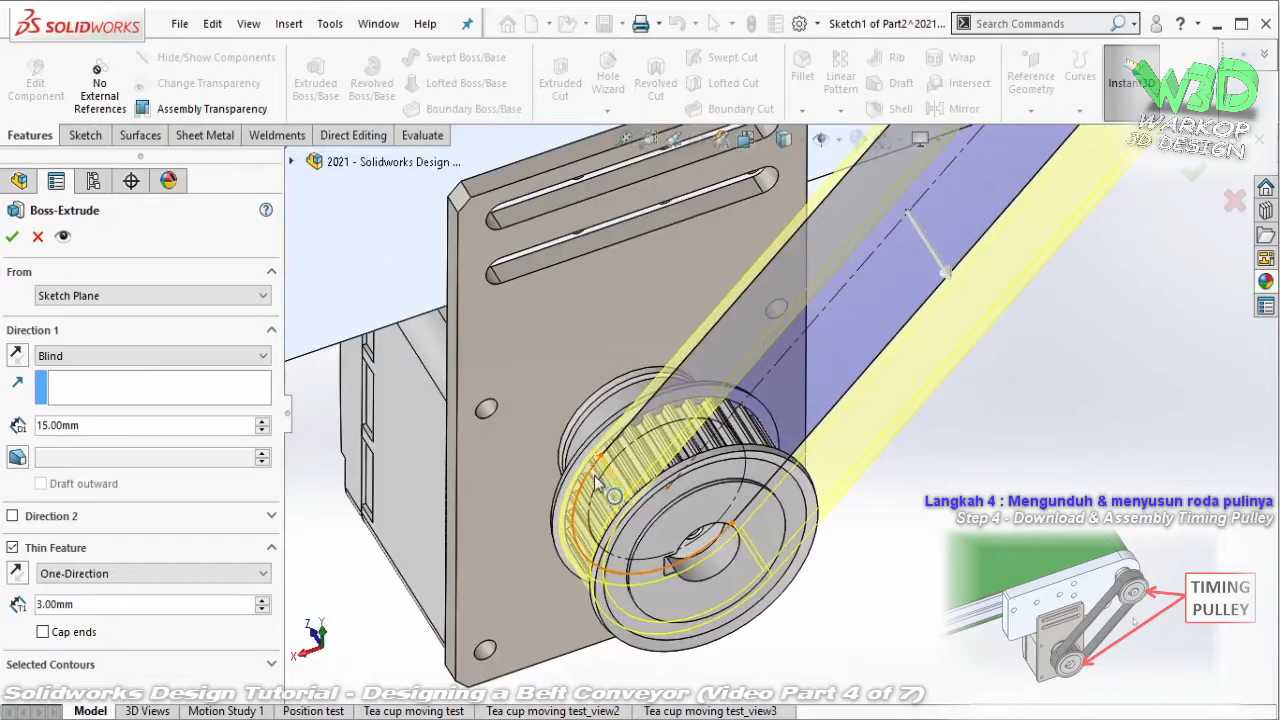 SOLIDWORKS
File Edit View Insert Tools Window Help
Sketch1 of Part2^2021...
Search Commands
Edit Component
No External References
Hide/Show Components
Change Transparency
Assembly Transparency
Extruded Boss/Base
Revolved Boss/Base
Swept Boss/Base
Lofted Boss/Base
Boundary Boss/Base
Extruded Cut
Hole Wizard
Revolved Cut
Swept Cut
Lofted Cut
Boundary Cut
Fillet
Linear Pattern
Rib
Draft
Shell
Wrap
Intersect
Mirror
Reference Geometry
Curves
Instant3D
W3D
WARKOP
3D DESIGN
Features Sketch Surfaces Sheet Metal Weldments Direct Editing Evaluate
2021 - Solidworks Design ...
Boss-Extrude
From
Sketch Plane
Direction 1
Blind
15.00mm
Draft outward
Direction 2
Thin Feature
One-Direction
3.00mm
Cap ends
Selected Contours
Z Y
X
Langkah 4 : Mengunduh & menyusun roda pulinya
Step 4 - Download & Assembly Timing Pulley
TIMING
PULLEY
Solidworks Design Tutorial - Designing a Belt Conveyor (Video Part 4 of 7)
Model 3D Views Motion Study 1 Position test Tea cup moving test Tea cup moving test_view2 Tea cup moving test_view3